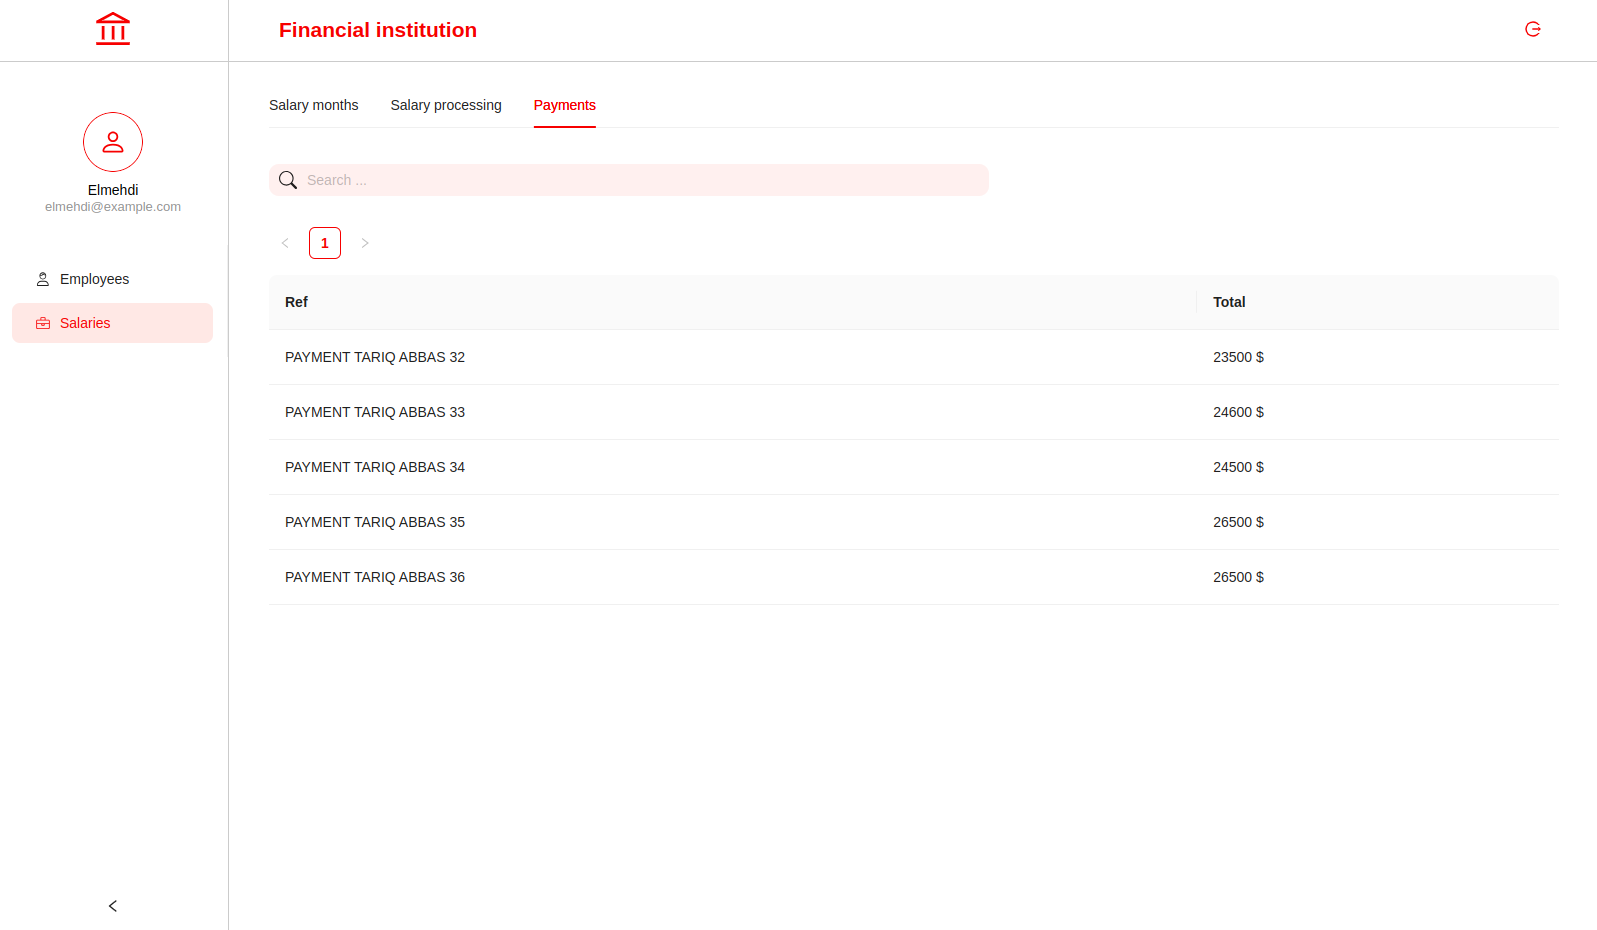 Financial institution
Elmehdi
elmehdi@example.com
Employees
Salaries
Salary months Salary processing Payments
Search ...
< 1 >
Ref Total
PAYMENT TARIQ ABBAS 32 23500 $
PAYMENT TARIQ ABBAS 33 24600 $
PAYMENT TARIQ ABBAS 34 24500 $
PAYMENT TARIQ ABBAS 35 26500 $
PAYMENT TARIQ ABBAS 36 26500 $